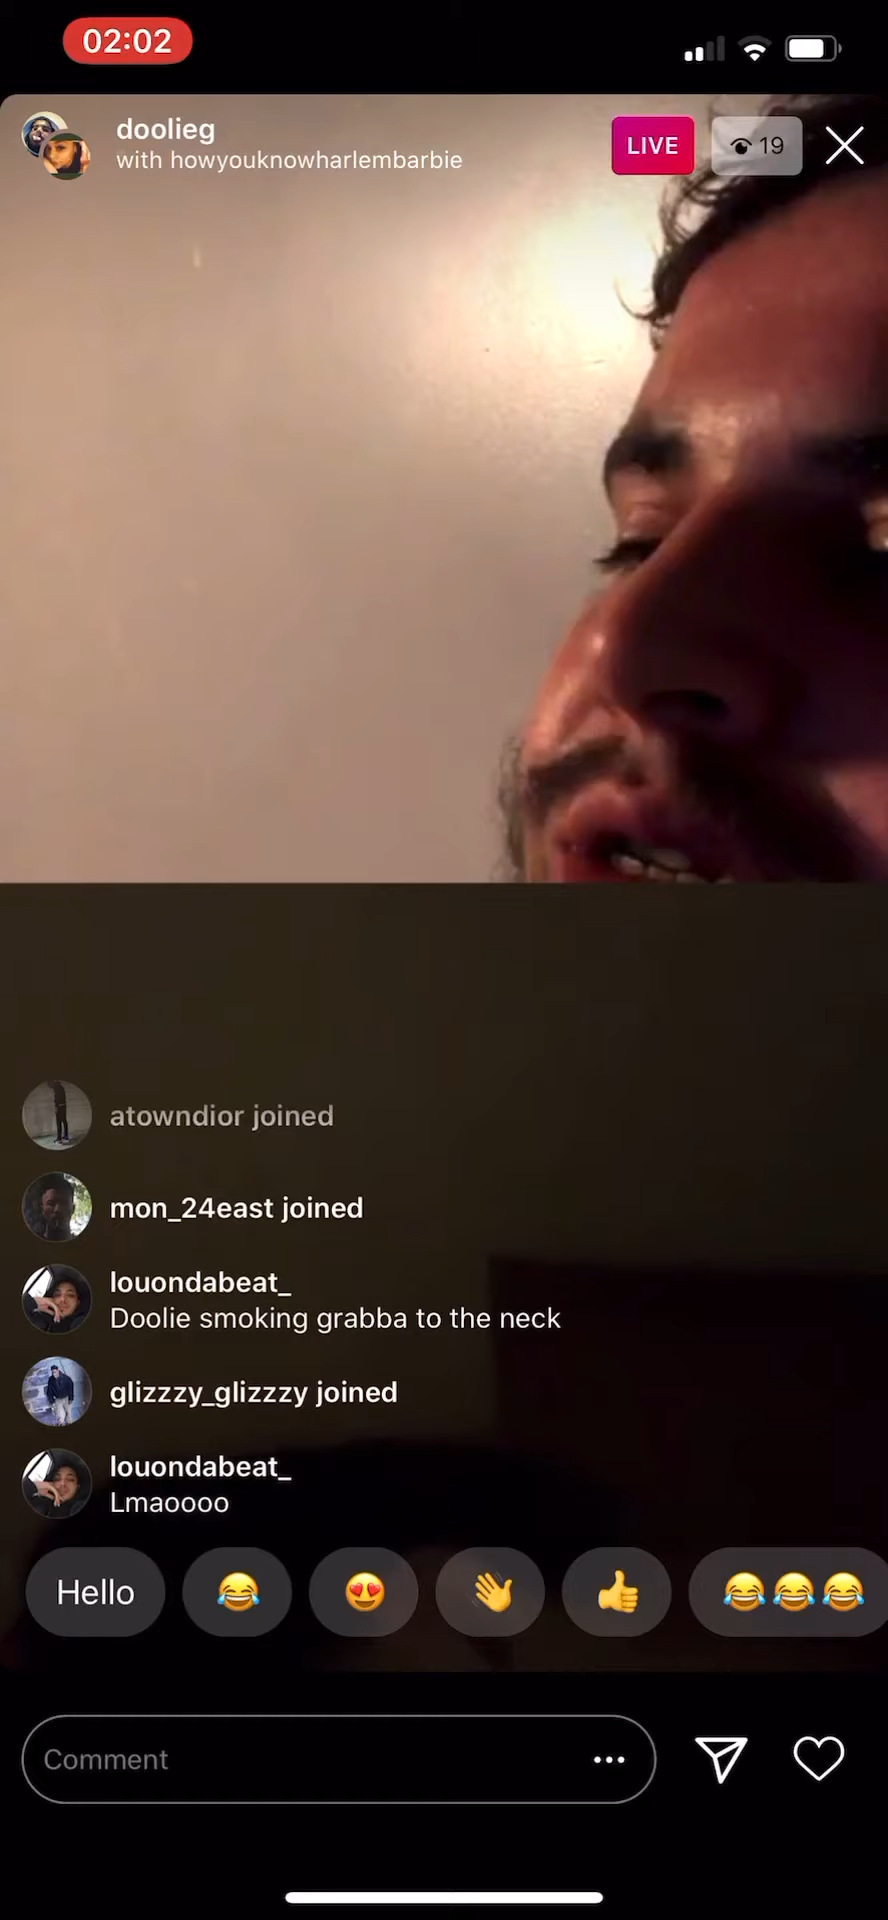 02:02
doolieg
with howyouknowharlembarbie
LIVE
19
atowndior joined
mon_24east joined
louondabeat_
Doolie smoking grabba to the neck
glizzzy_glizzzy joined
louondabeat_
Lmaoooo
Hello
Comment